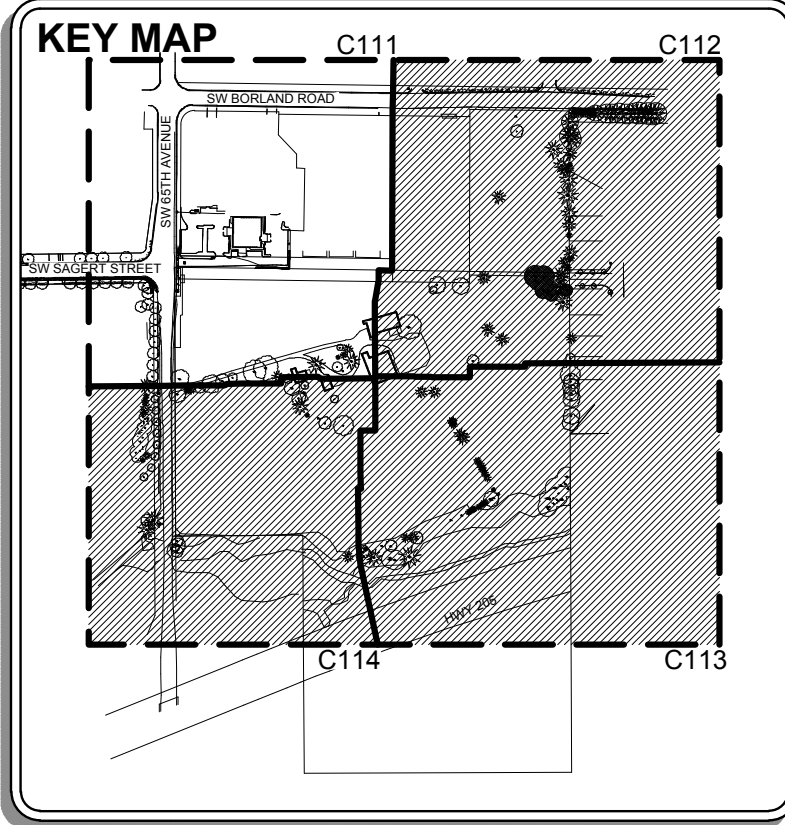 KEY MAP
C111
C112
SW BORLAND ROAD
SW 65TH AVENUE
SW SAGERT STREET
HWY 205
C114
C113